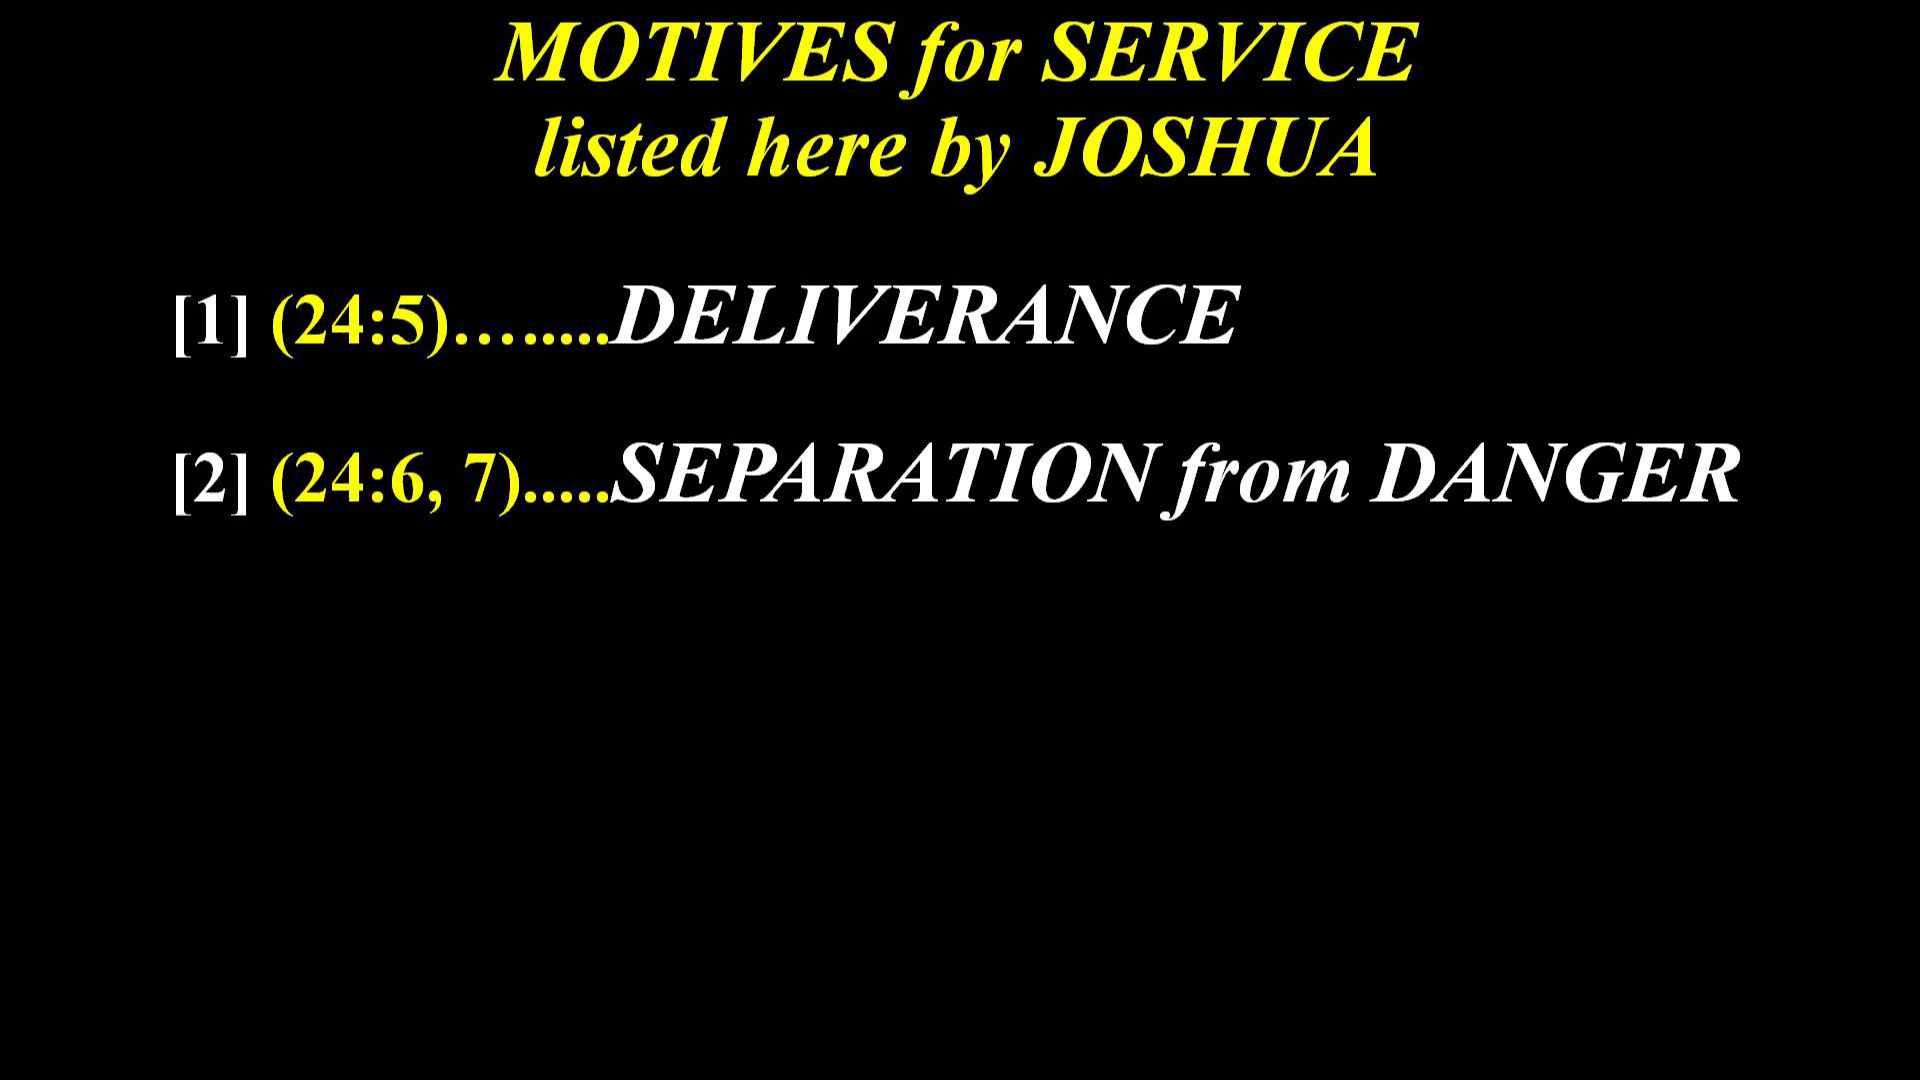 MOTIVES for SERVICE
listed here by JOSHUA
[1] (24:5)….....DELIVERANCE
[2] (24:6, 7).....SEPARATION from DANGER